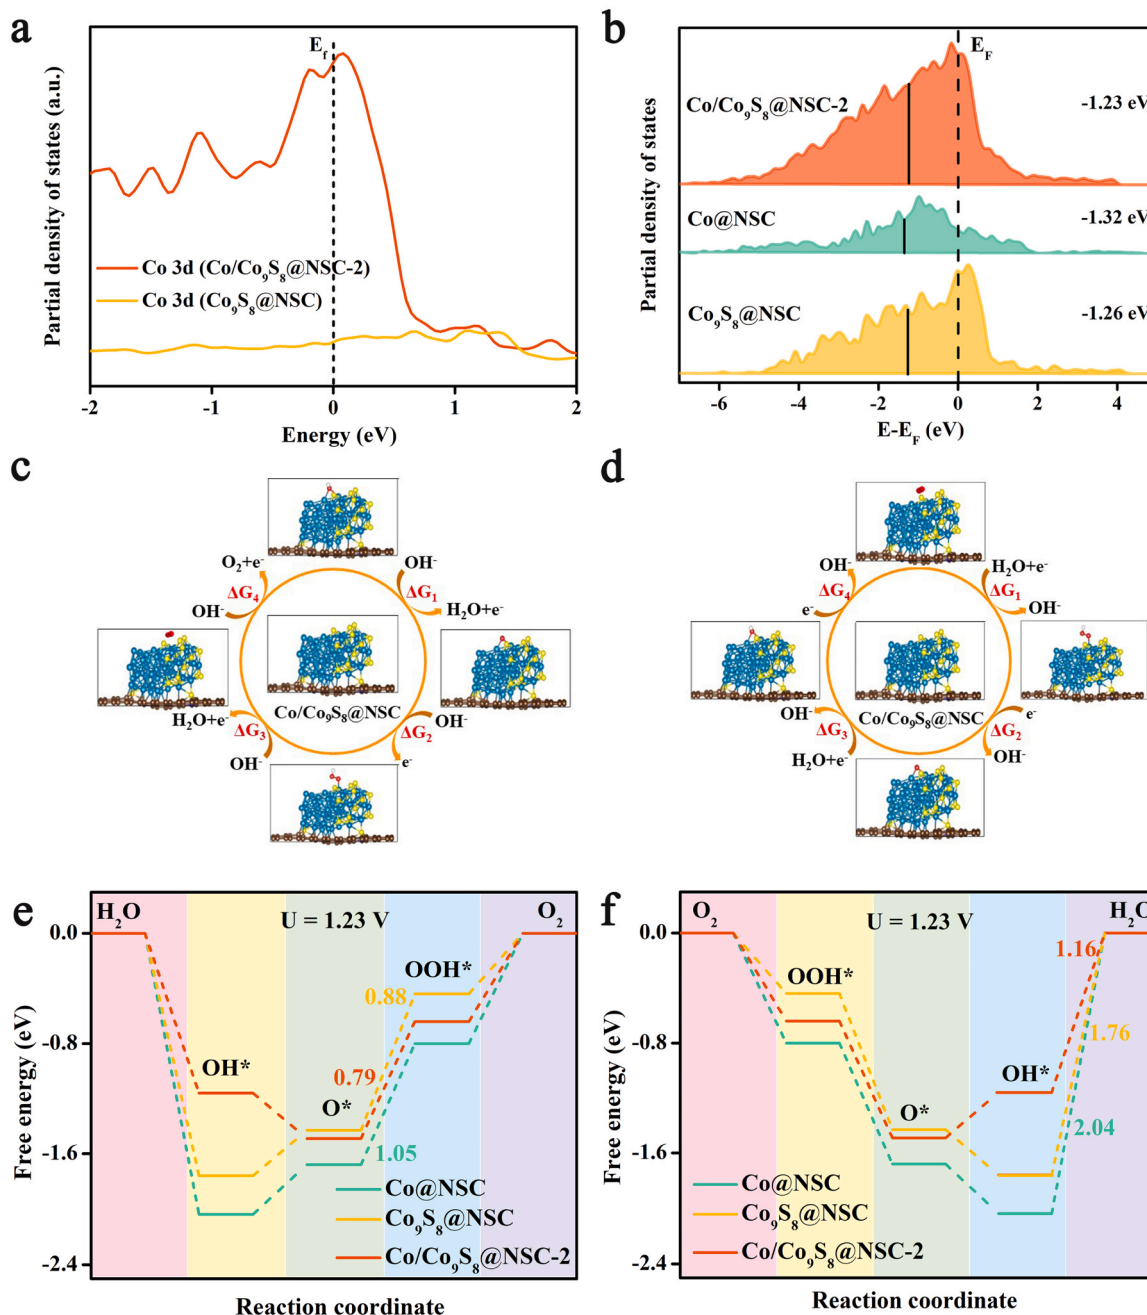 a
E_f
Partial density of states (a.u.)
Co 3d (Co/Co₉S₈@NSC-2)
Co 3d (Co₉S₈@NSC)
-2
-1
0
1
2
Energy (eV)
b
E_F
Partial density of states
Co/Co₉S₈@NSC-2
-1.23 eV
Co@NSC
-1.32 eV
Co₉S₈@NSC
-1.26 eV
-6
-4
-2
0
2
4
E-E_F (eV)
c
O₂+e⁻
OH⁻
ΔG₄
ΔG₁
OH⁻
H₂O+e⁻
Co/Co₉S₈@NSC
H₂O+e⁻
OH⁻
ΔG₃
ΔG₂
OH⁻
e⁻
d
OH⁻
H₂O+e⁻
ΔG₄
ΔG₁
e⁻
OH⁻
Co/Co₉S₈@NSC
OH⁻
e⁻
ΔG₃
ΔG₂
H₂O+e⁻
OH⁻
e
H₂O
U = 1.23 V
O₂
0.0
-0.8
-1.6
-2.4
Free energy (eV)
OOH*
0.88
OH*
0.79
O*
1.05
Co@NSC
Co₉S₈@NSC
Co/Co₉S₈@NSC-2
Reaction coordinate
f
O₂
U = 1.23 V
H₂O
0.0
-0.8
-1.6
-2.4
Free energy (eV)
1.16
OOH*
1.76
OH*
O*
2.04
Co@NSC
Co₉S₈@NSC
Co/Co₉S₈@NSC-2
Reaction coordinate